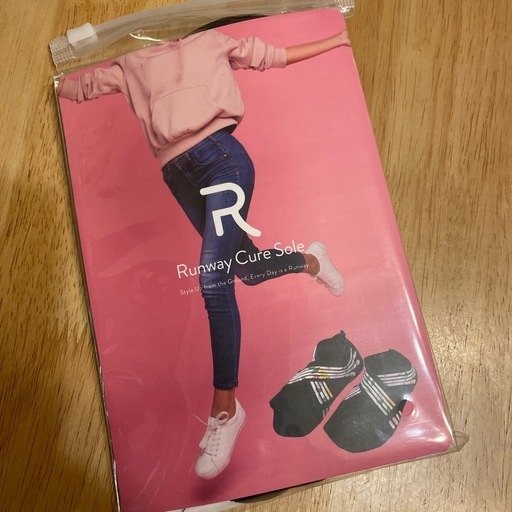 R
Runway Cure Sole
Style Up from the Ground, Every Day is a Runway